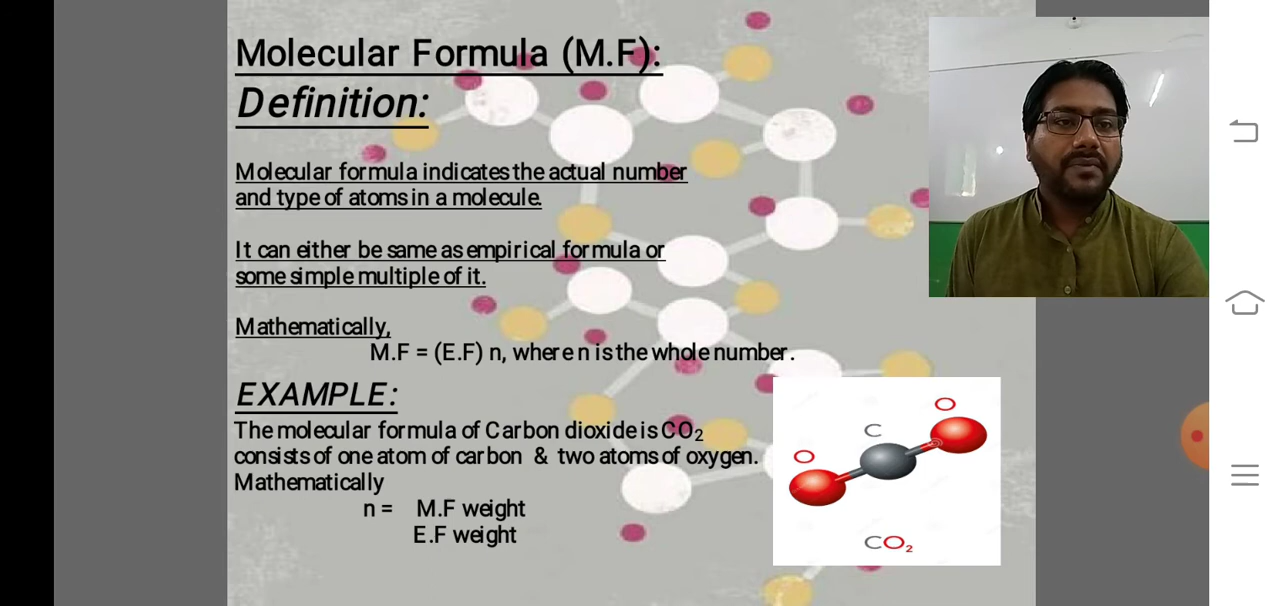 Molecular Formula (M.F):
Definition:
Molecular formula indicates the actual number
and type of atoms in a molecule.
It can either be same as empirical formula or
some simple multiple of it.
Mathematically,
M.F = (E.F) n, where n is the whole number.
EXAMPLE:
The molecular formula of Carbon dioxide is CO₂
consists of one atom of carbon & two atoms of oxygen.
Mathematically
n = M.F weight
E.F weight
O
C
O
CO₂